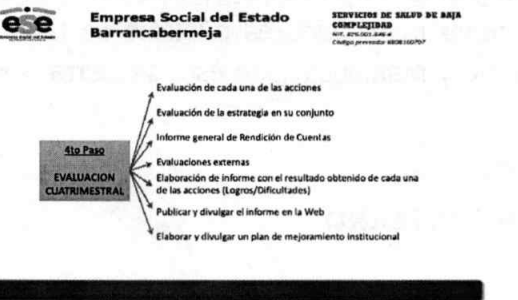 ese
Empresa Social del Estado
Barrancabermeja
SERVICIOS DE SALUD DE BAJA
COMPLEJIDAD
Código prestador 6808100707
4to Paso
EVALUACION
CUATRIMESTRAL
Evaluación de cada una de las acciones
Evaluación de la estrategia en su conjunto
Informe general de Rendición de Cuentas
Evaluaciones externas
Elaboración de informe con el resultado obtenido de cada una
de las acciones (Logros/Dificultades)
Publicar y divulgar el informe en la Web
Elaborar y divulgar un plan de mejoramiento institucional